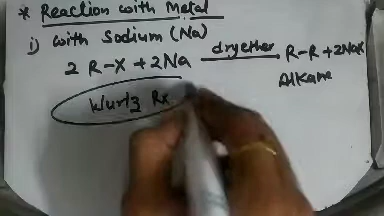 * Reaction with Metal
i) with Sodium (Na)
2 R-X + 2Na dryether R-R + 2NaX
Alkane
Wurtz Rx